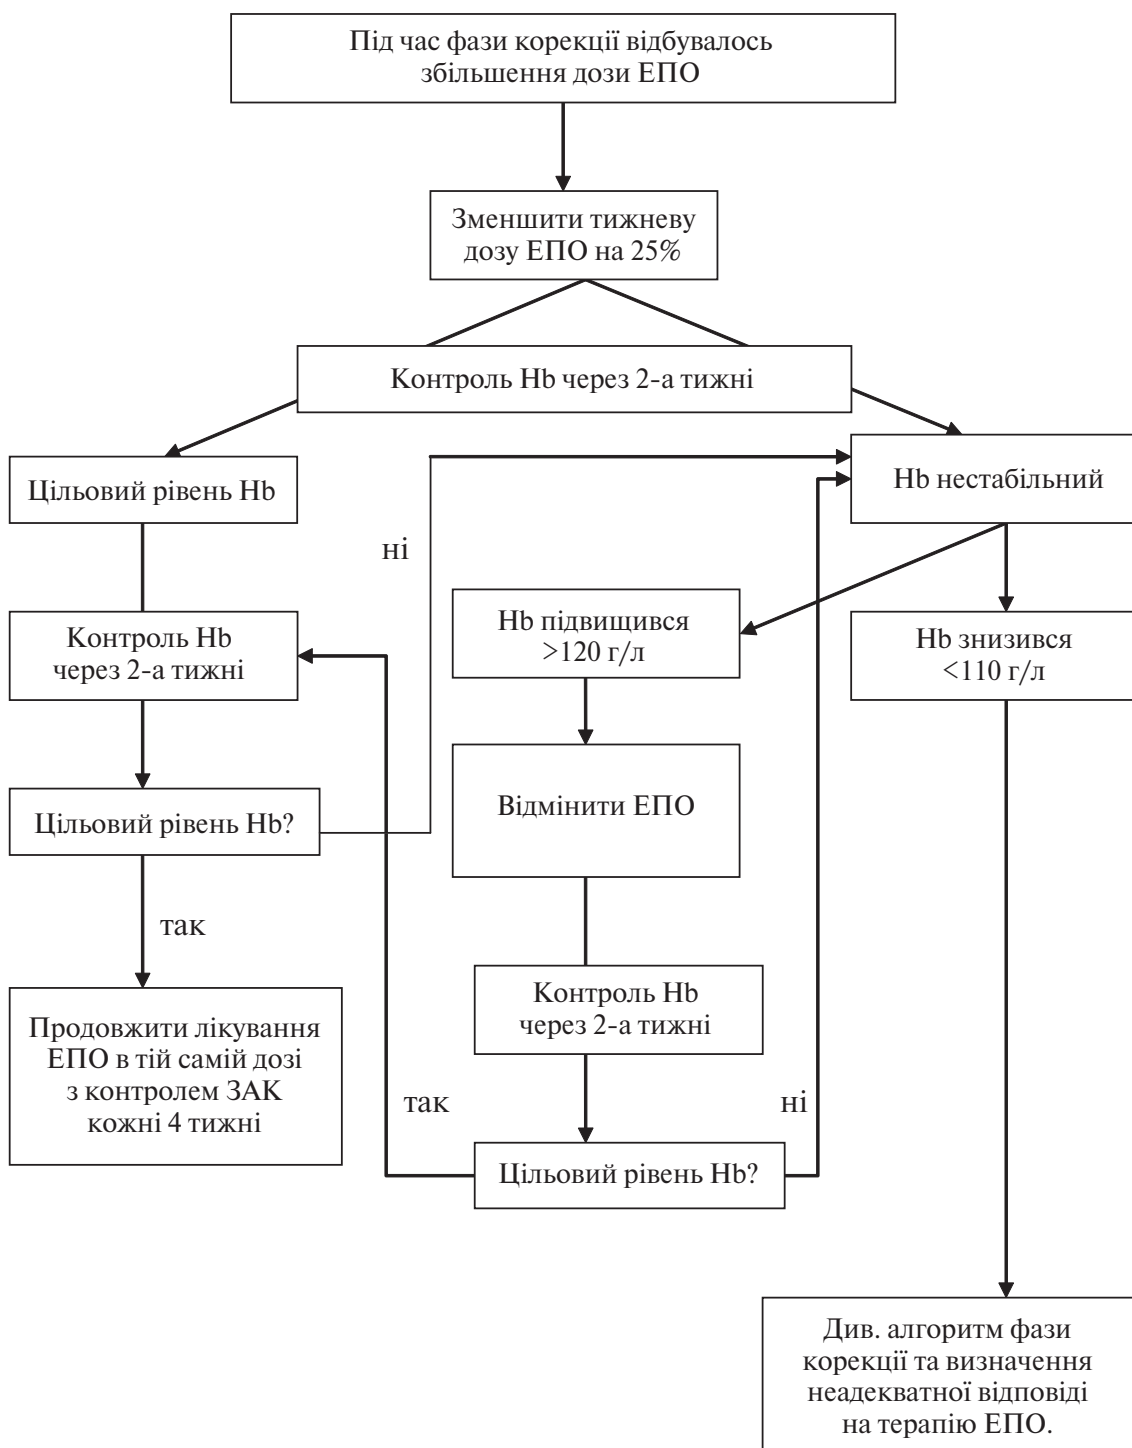 Під час фази корекції відбувалось
збільшення дози ЕПО
Зменшити тижневу
дозу ЕПО на 25%
Контроль Hb через 2-а тижні
Цільовий рівень Hb
Hb нестабільний
ні
Hb підвищився
>120 г/л
Hb знизився
<110 г/л
Контроль Hb
через 2-а тижні
Відмінити ЕПО
Цільовий рівень Hb?
так
Контроль Hb
через 2-а тижні
Продовжити лікування
ЕПО в тій самій дозі
з контролем ЗАК
кожні 4 тижні
так
ні
Цільовий рівень Hb?
Див. алгоритм фази
корекції та визначення
неадекватної відповіді
на терапію ЕПО.